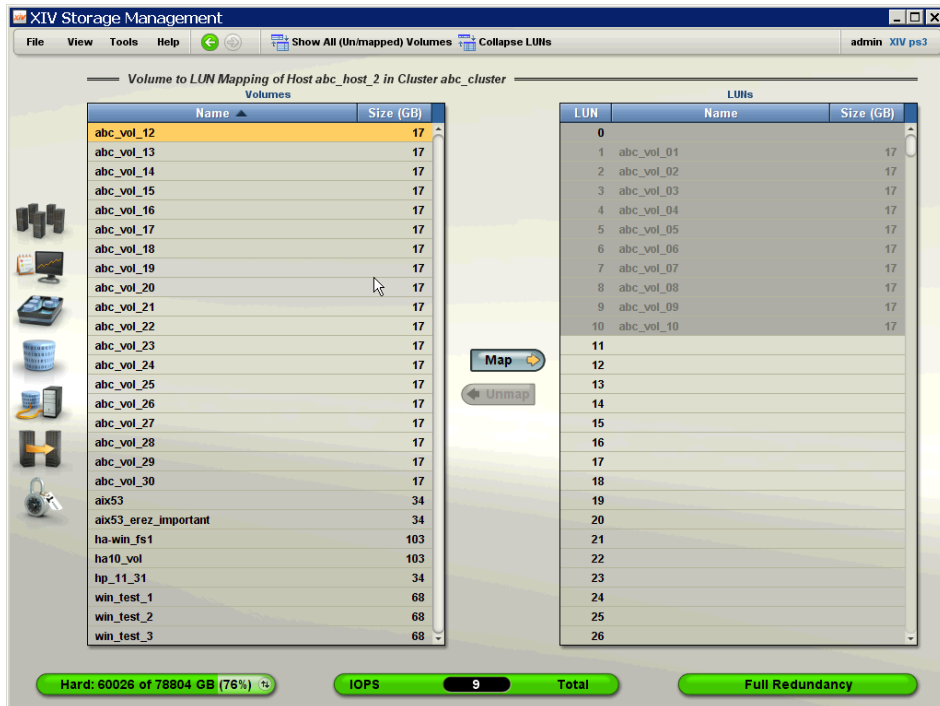 XIV Storage Management
File View Tools Help Show All (Un/mapped) Volumes Collapse LUNs admin XIV ps3
Volume to LUN Mapping of Host abc_host_2 in Cluster abc_cluster
Volumes
Name Size (GB)
abc_vol_12 17
abc_vol_13 17
abc_vol_14 17
abc_vol_15 17
abc_vol_16 17
abc_vol_17 17
abc_vol_18 17
abc_vol_19 17
abc_vol_20 17
abc_vol_21 17
abc_vol_22 17
abc_vol_23 17
abc_vol_24 17
abc_vol_25 17
abc_vol_26 17
abc_vol_27 17
abc_vol_28 17
abc_vol_29 17
abc_vol_30 17
aix53 34
aix53_erez_important 34
ha-win_fs1 103
ha10_vol 103
hp_11_31 34
win_test_1 68
win_test_2 68
win_test_3 68
Map
Unmap
LUNs
LUN Name Size (GB)
0
1 abc_vol_01 17
2 abc_vol_02 17
3 abc_vol_03 17
4 abc_vol_04 17
5 abc_vol_05 17
6 abc_vol_06 17
7 abc_vol_07 17
8 abc_vol_08 17
9 abc_vol_09 17
10 abc_vol_10 17
11
12
13
14
15
16
17
18
19
20
21
22
23
24
25
26
Hard: 60026 of 78804 GB (76%) IOPS 9 Total Full Redundancy